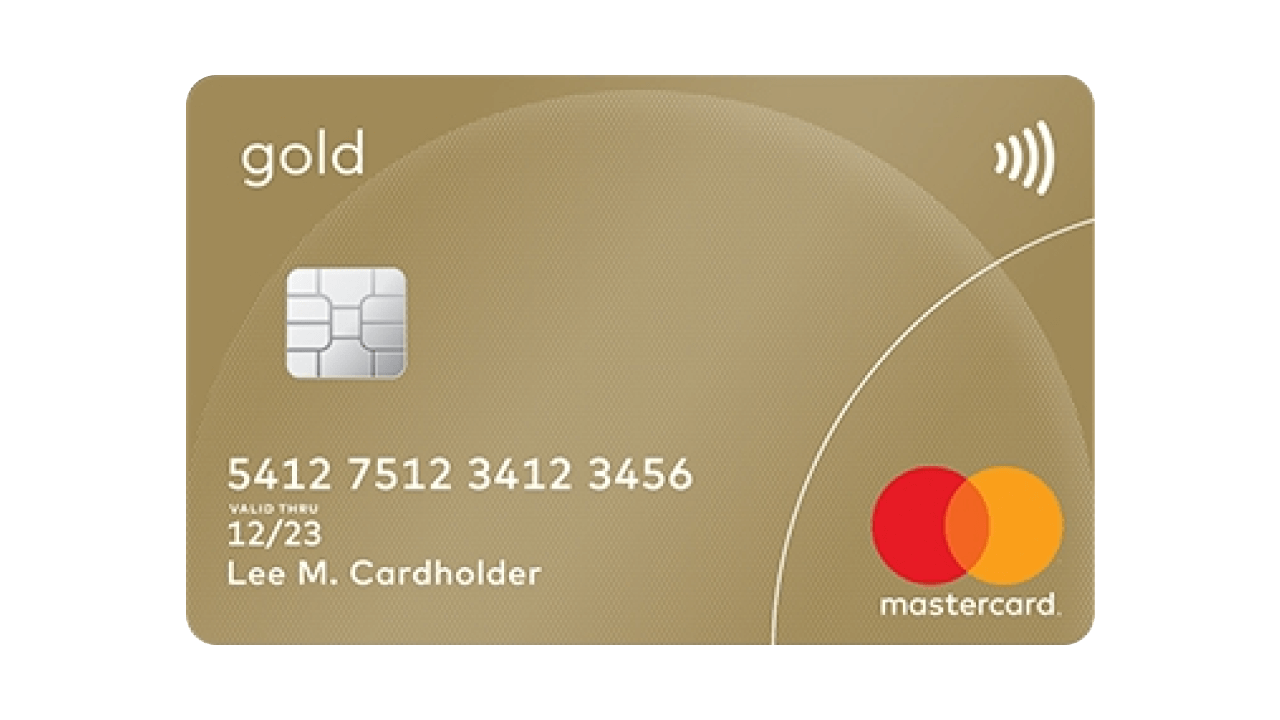 gold
5412 7512 3412 3456
VALID THRU
12/23
Lee M. Cardholder
mastercard.